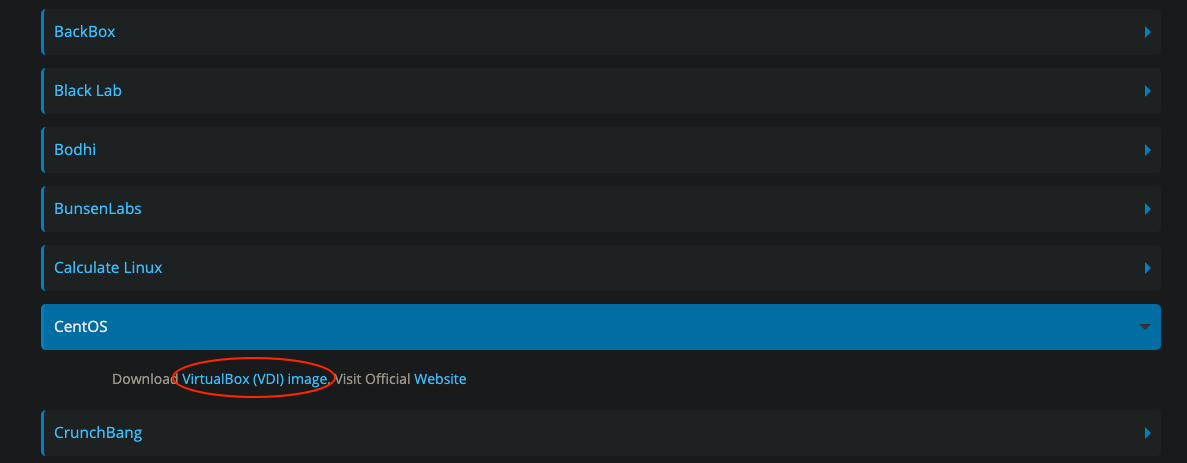 BackBox
Black Lab
Bodhi
BunsenLabs
Calculate Linux
CentOS
Download VirtualBox (VDI) image. Visit Official Website
CrunchBang